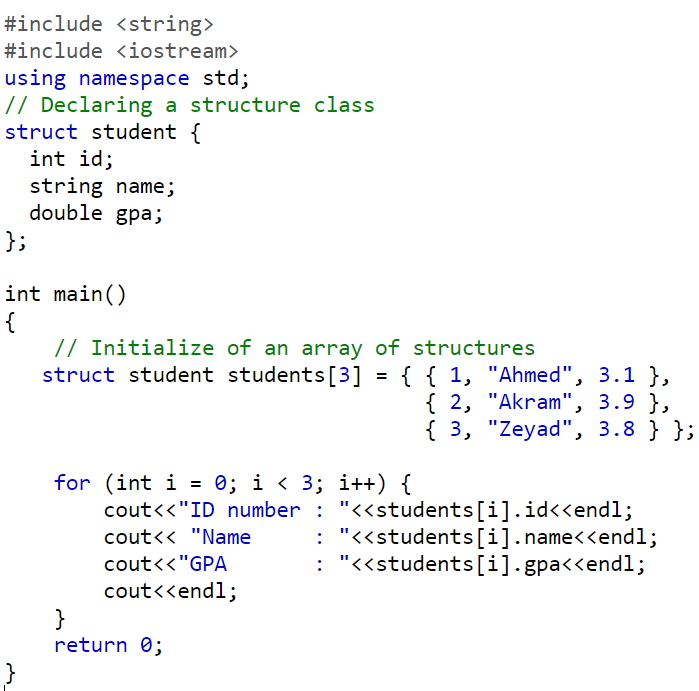 #include <string>
#include <iostream>
using namespace std;
// Declaring a structure class
struct student {
  int id;
  string name;
  double gpa;
};

int main()
{
    // Initialize of an array of structures
   struct student students[3] = { { 1, "Ahmed", 3.1 },
                                  { 2, "Akram", 3.9 },
                                  { 3, "Zeyad", 3.8 } };

    for (int i = 0; i < 3; i++) {
        cout<<"ID number : "<<students[i].id<<endl;
        cout<< "Name     : "<<students[i].name<<endl;
        cout<<"GPA       : "<<students[i].gpa<<endl;
        cout<<endl;
    }
    return 0;
}